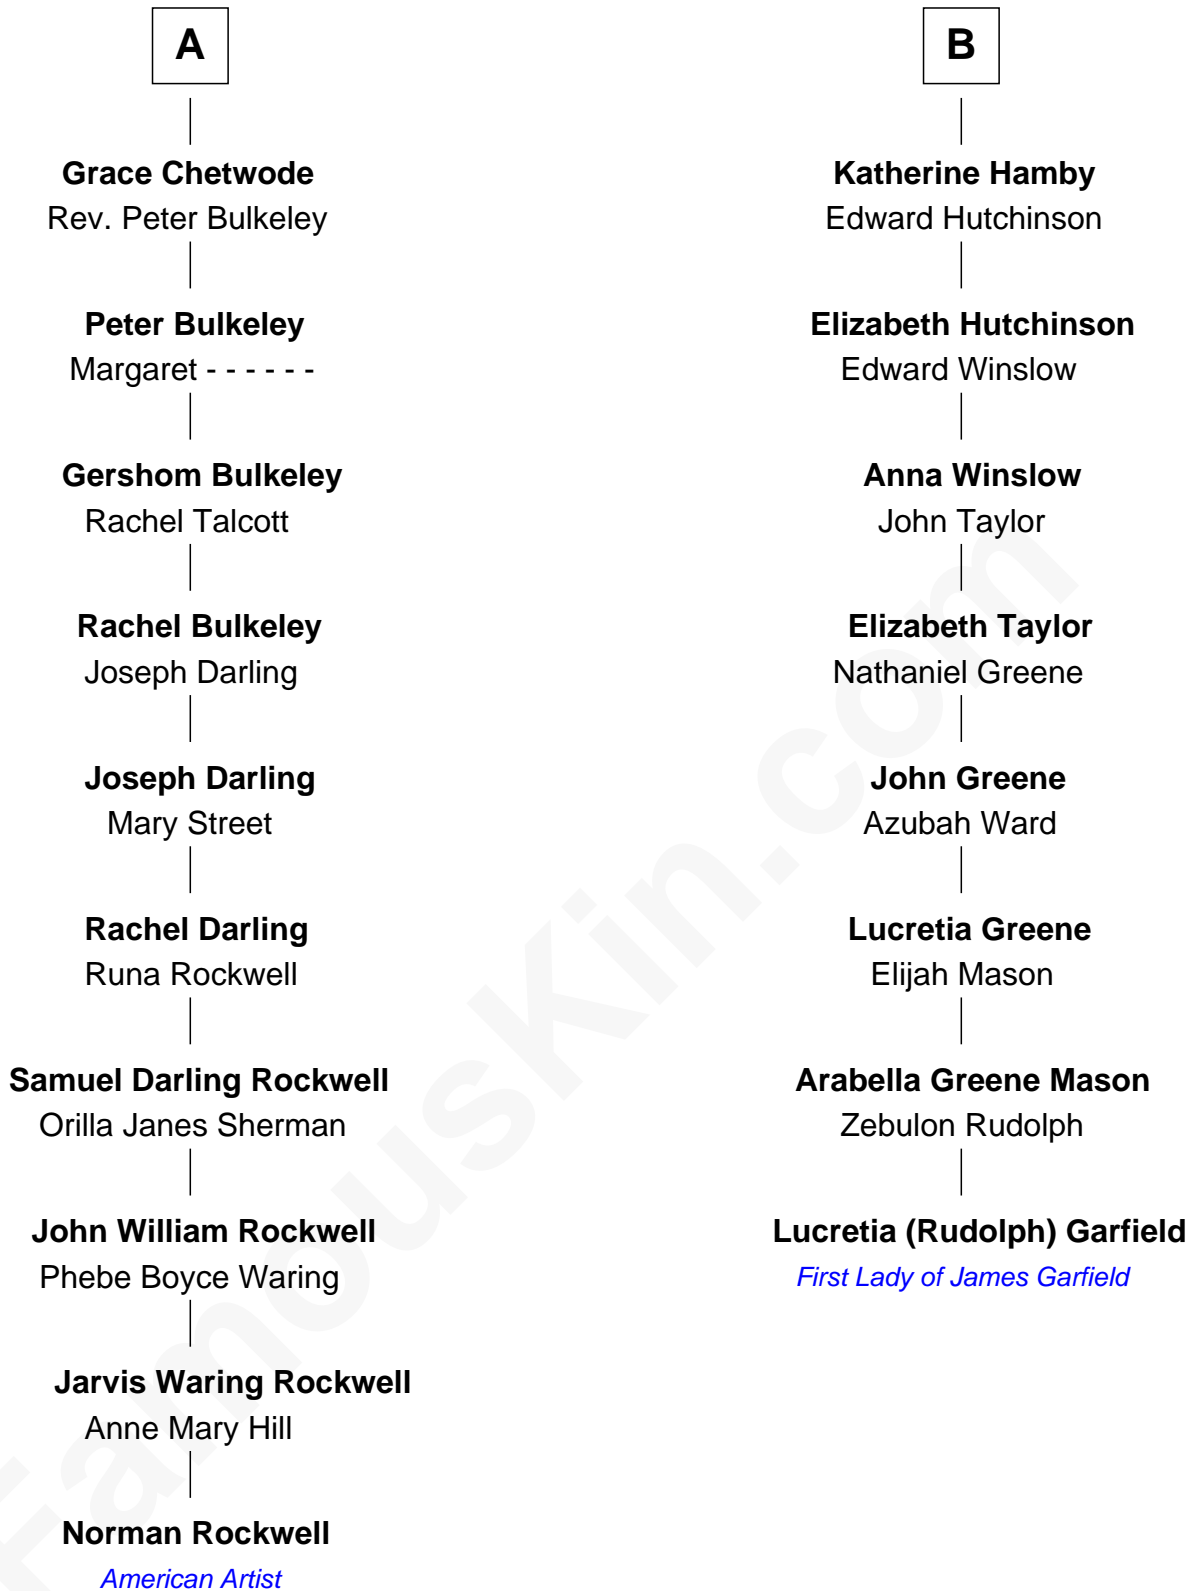 A
Grace Chetwode
Rev. Peter Bulkeley
Peter Bulkeley
Margaret - - - - - -
Gershom Bulkeley
Rachel Talcott
Rachel Bulkeley
Joseph Darling
Joseph Darling
Mary Street
Rachel Darling
Runa Rockwell
Samuel Darling Rockwell
Orilla Janes Sherman
John William Rockwell
Phebe Boyce Waring
Jarvis Waring Rockwell
Anne Mary Hill
Norman Rockwell
American Artist
B
Katherine Hamby
Edward Hutchinson
Elizabeth Hutchinson
Edward Winslow
Anna Winslow
John Taylor
Elizabeth Taylor
Nathaniel Greene
John Greene
Azubah Ward
Lucretia Greene
Elijah Mason
Arabella Greene Mason
Zebulon Rudolph
Lucretia (Rudolph) Garfield
First Lady of James Garfield
FamousKin.com